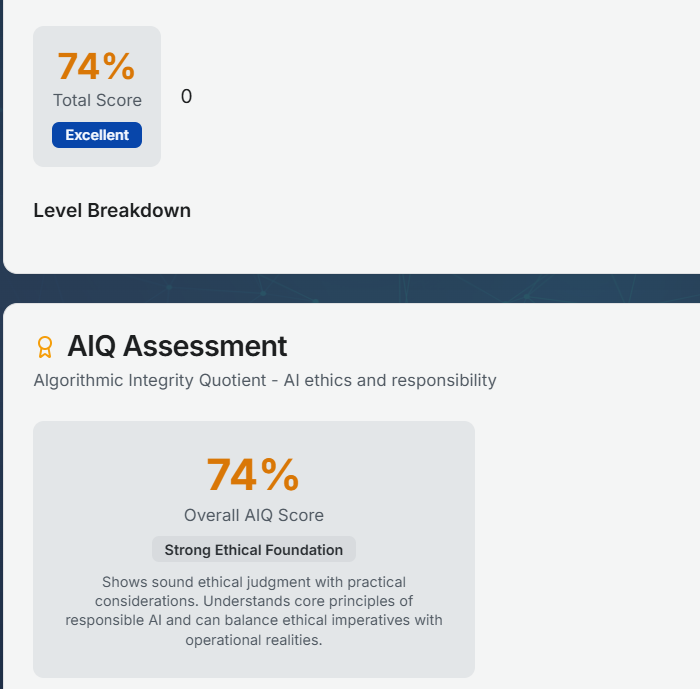 74%
Total Score
0
Excellent
Level Breakdown
AIQ Assessment
Algorithmic Integrity Quotient - AI ethics and responsibility
74%
Overall AIQ Score
Strong Ethical Foundation
Shows sound ethical judgment with practical
considerations. Understands core principles of
responsible AI and can balance ethical imperatives with
operational realities.